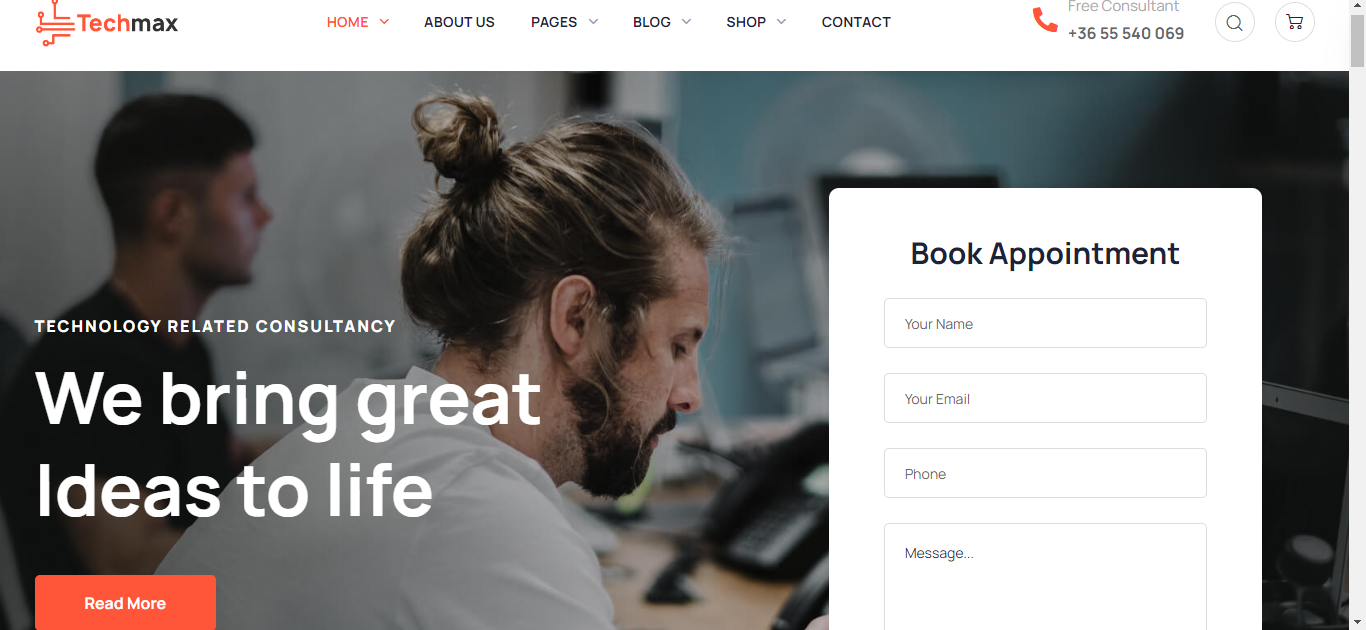 Techmax
HOME
ABOUT US
PAGES
BLOG
SHOP
CONTACT
Free Consultant
+36 55 540 069
TECHNOLOGY RELATED CONSULTANCY
We bring great
Ideas to life
Read More
Book Appointment
Your Name
Your Email
Phone
Message...